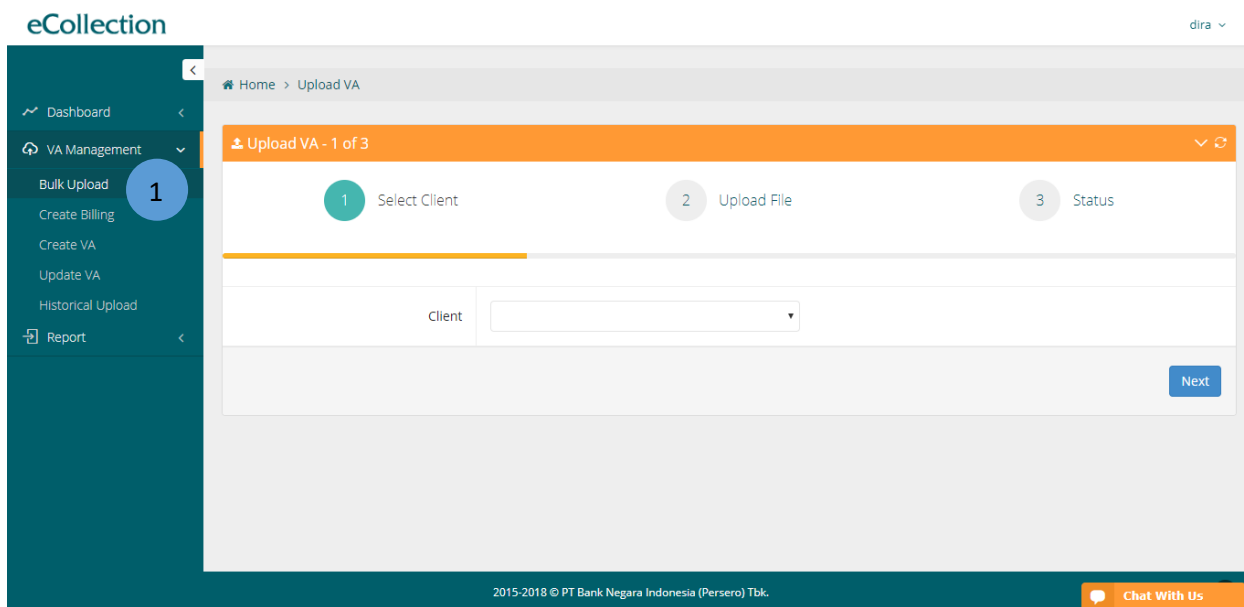 eCollection
dira
Home > Upload VA
Dashboard
VA Management
Bulk Upload
1
Create Billing
Create VA
Update VA
Historical Upload
Report
Upload VA - 1 of 3
1 Select Client
2 Upload File
3 Status
Client
Next
2015-2018 © PT Bank Negara Indonesia (Persero) Tbk.
Chat With Us